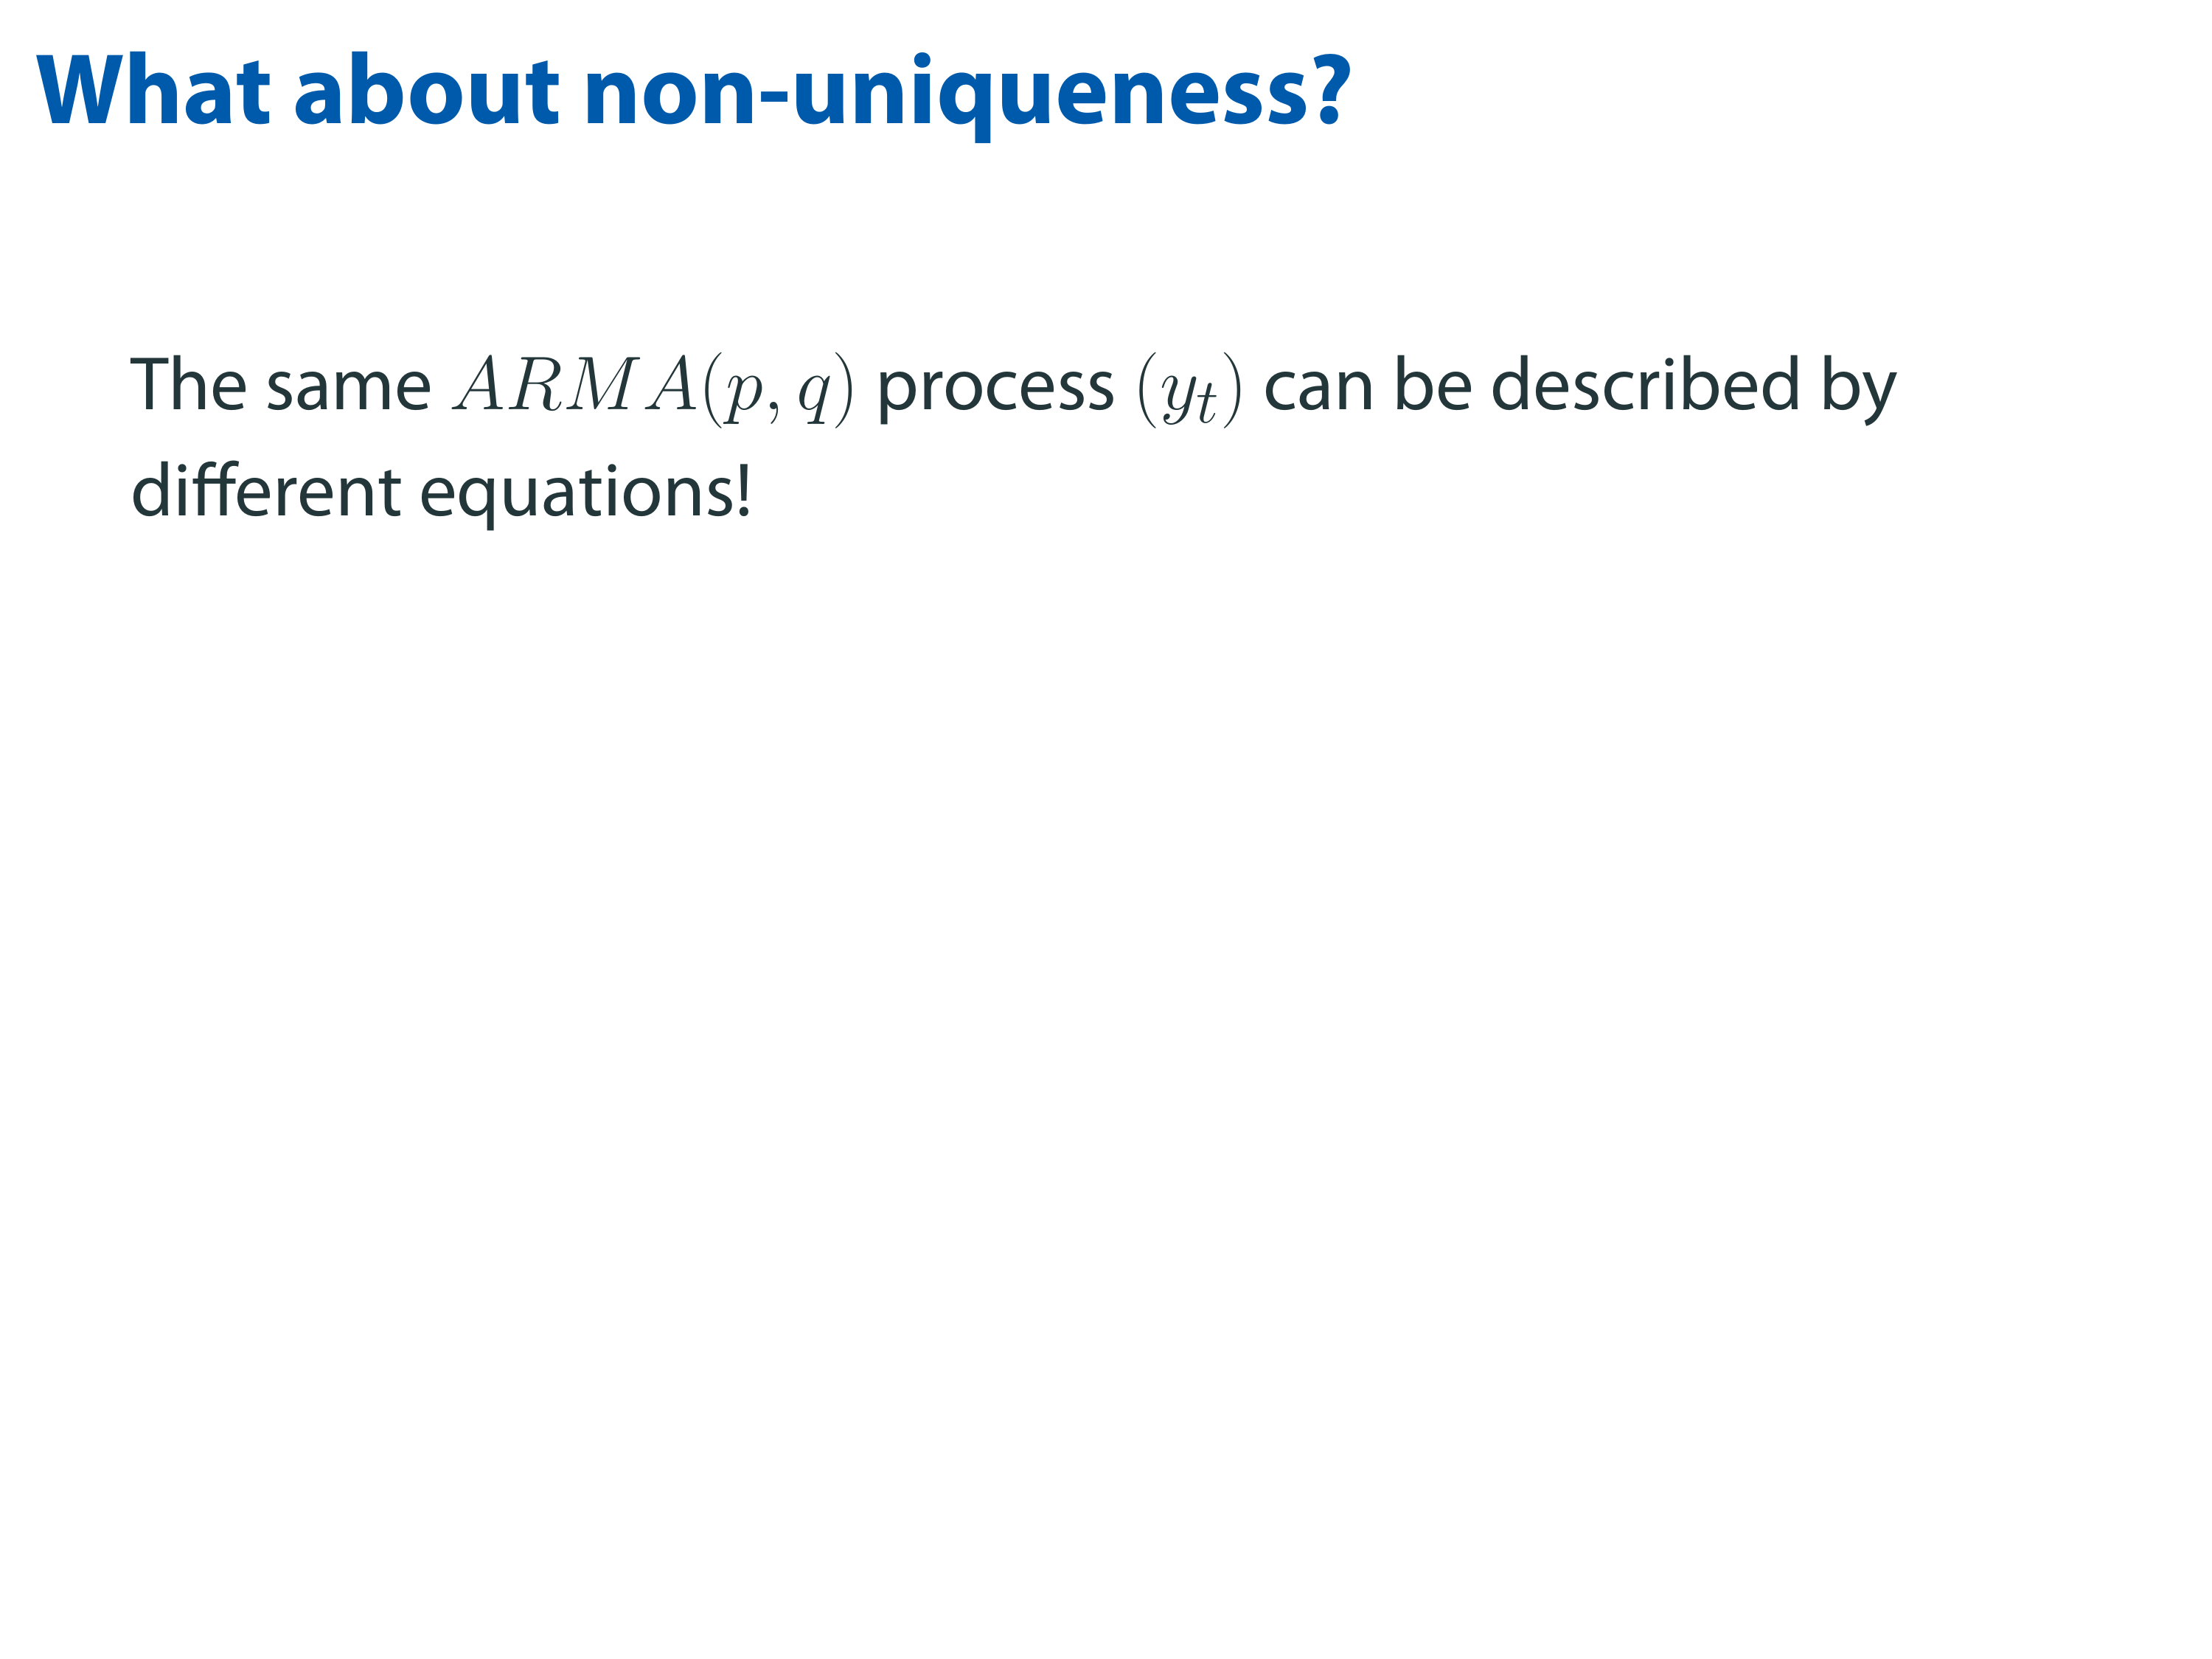 What about non-uniqueness?
The same ARMA(p, q) process (y_t) can be described by
different equations!